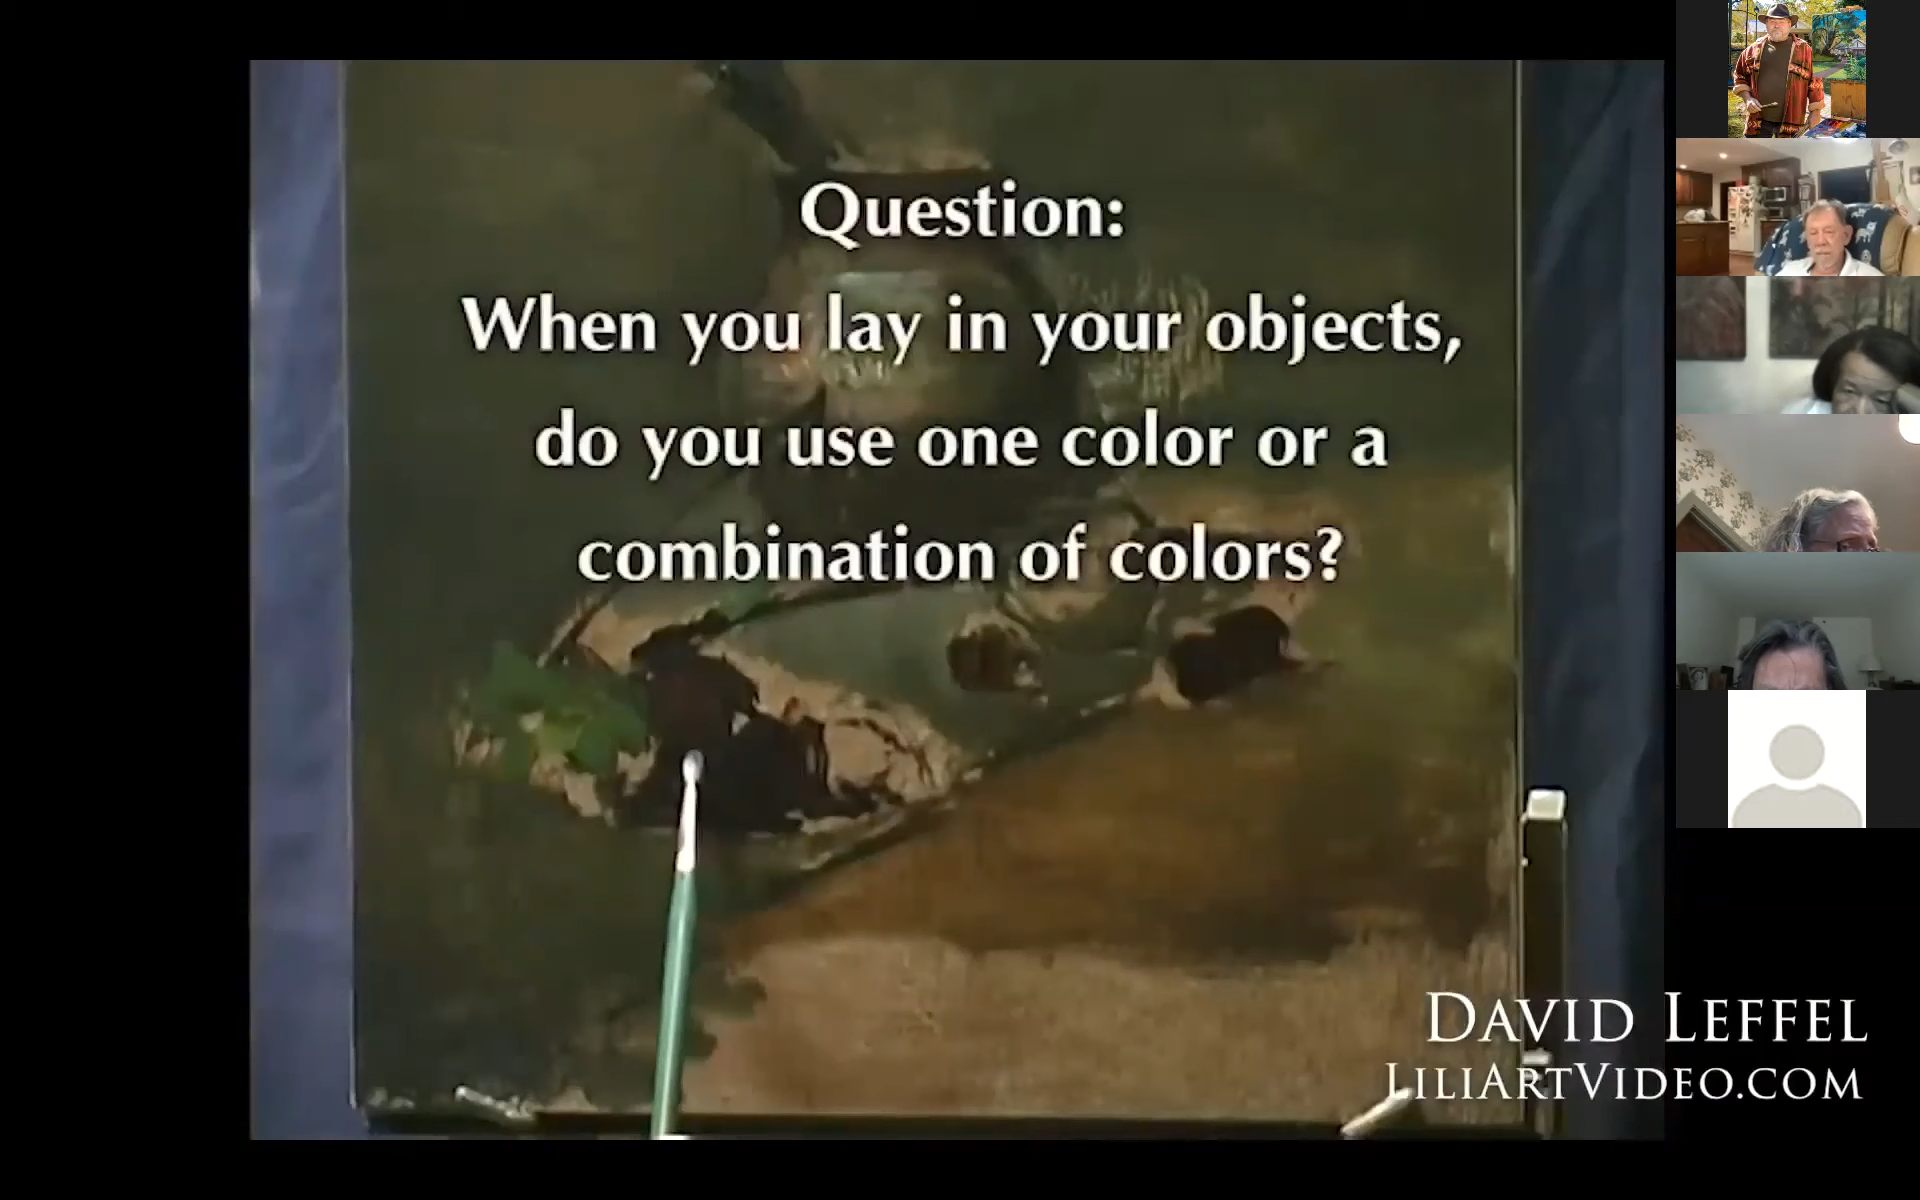 Question:
When you lay in your objects,
do you use one color or a
combination of colors?
DAVID LEFFEL
LILIARTVIDEO.COM